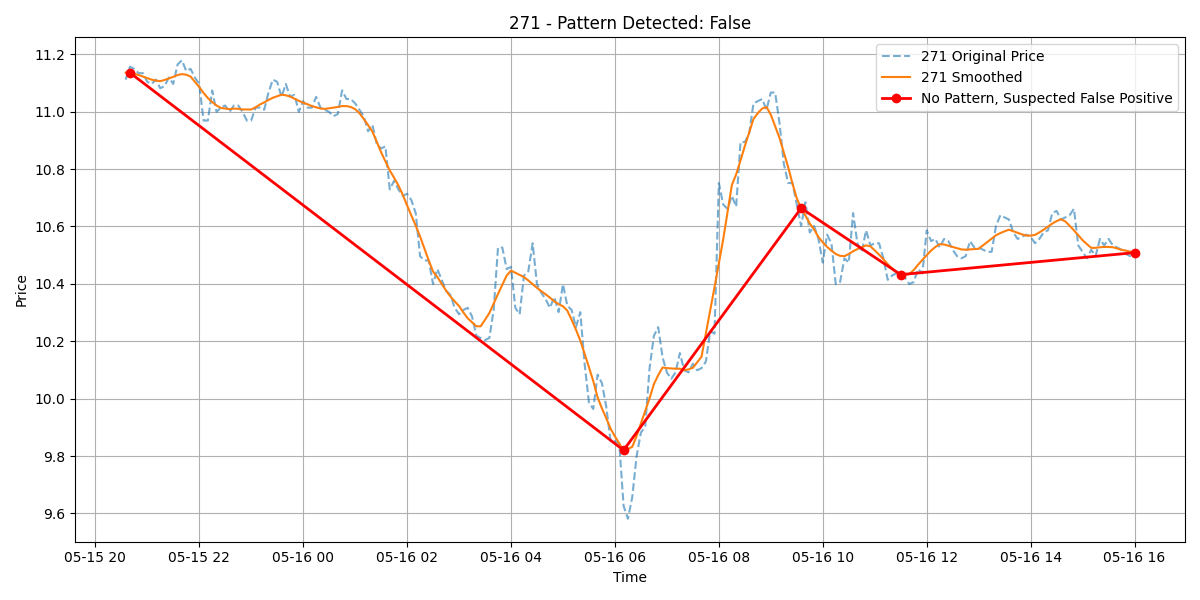 271 - Pattern Detected: False
271 Original Price
271 Smoothed
No Pattern, Suspected False Positive
Price
11.2
11.0
10.8
10.6
10.4
10.2
10.0
9.8
9.6
05-15 20 05-15 22 05-16 00 05-16 02 05-16 04 05-16 06 05-16 08 05-16 10 05-16 12 05-16 14 05-16 16
Time